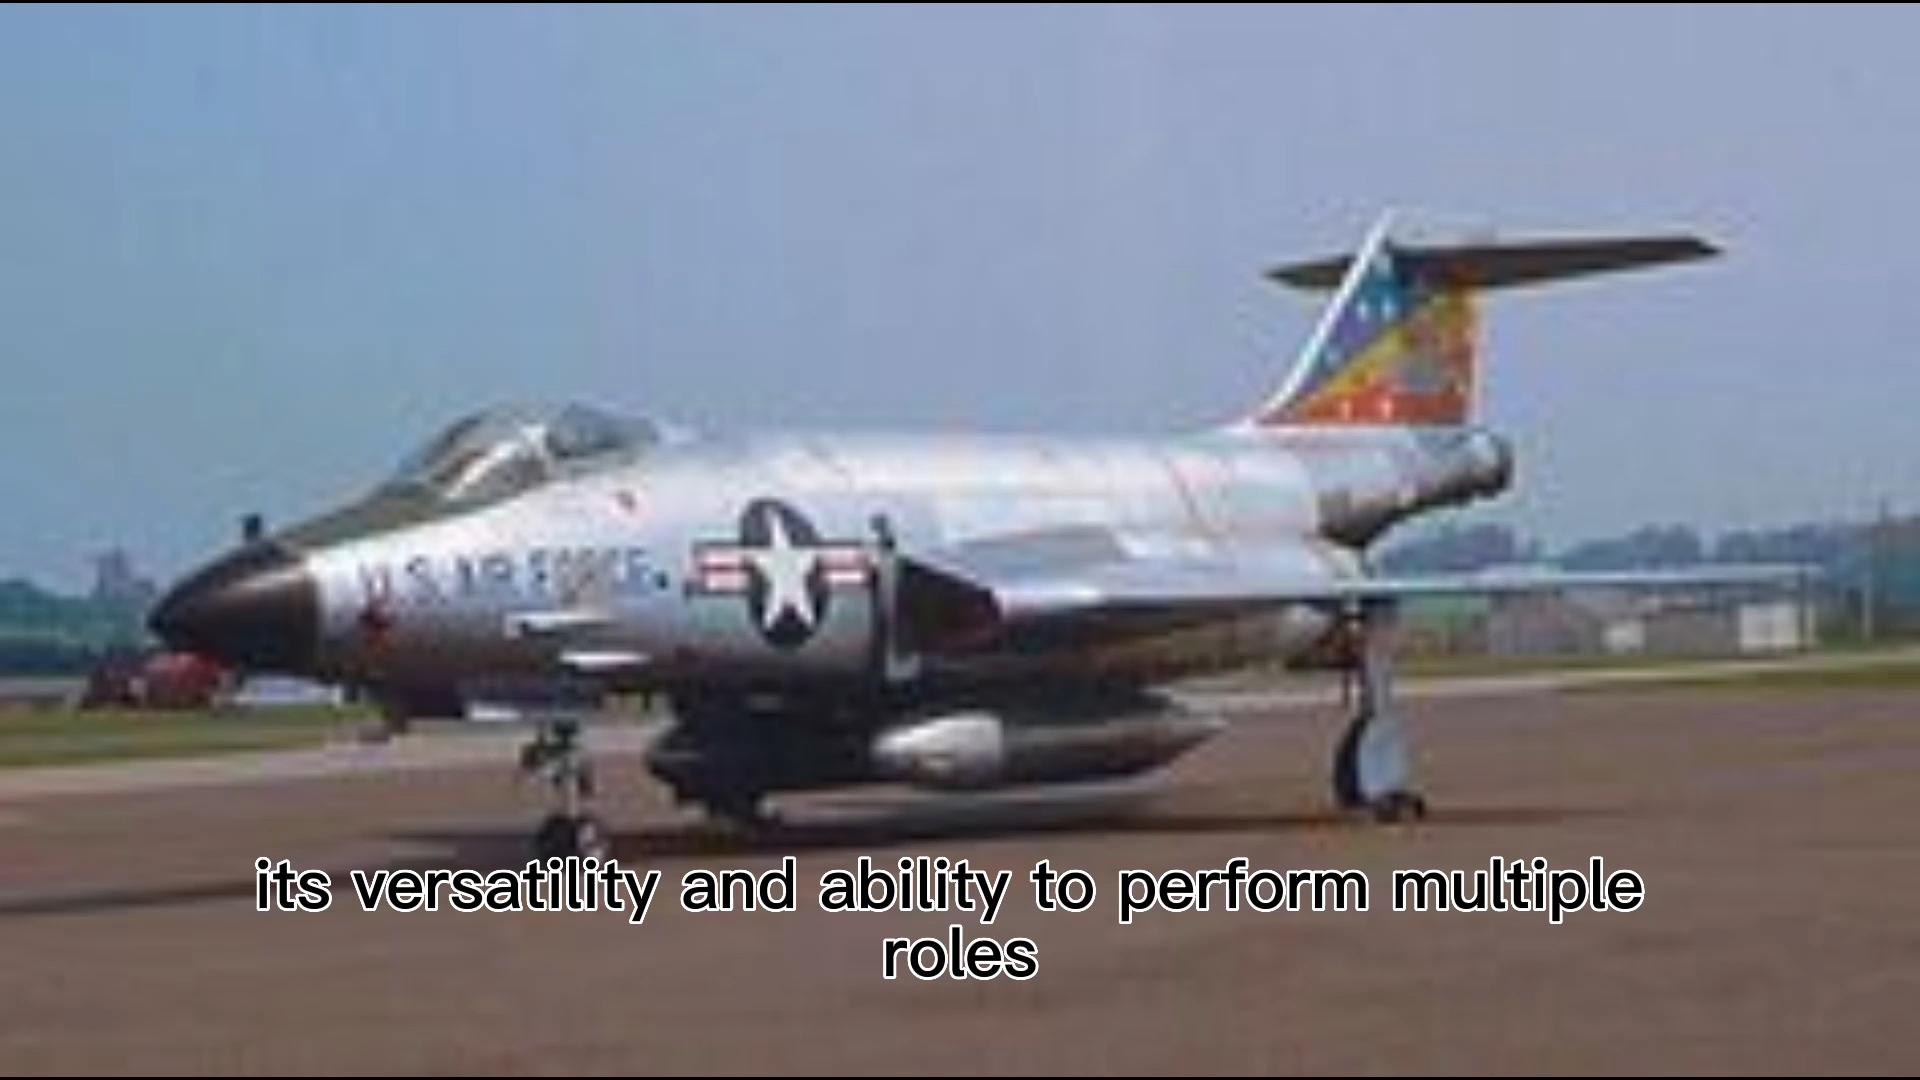 U.S. AIR FORCE
its versatility and ability to perform multiple
roles